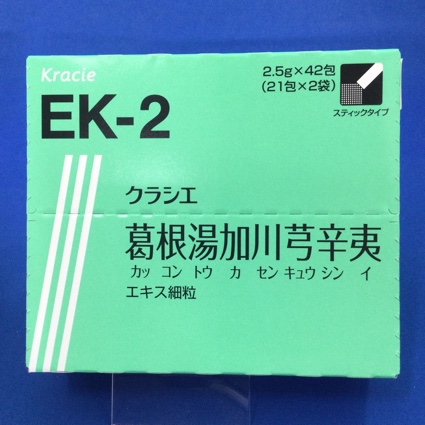 Kracie
EK-2
2.5g×42包
(21包×2袋)
スティックタイプ
クラシエ
葛根湯加川芎辛夷
カッ コン トウ カ セン キュウ シン イ
エキス細粒